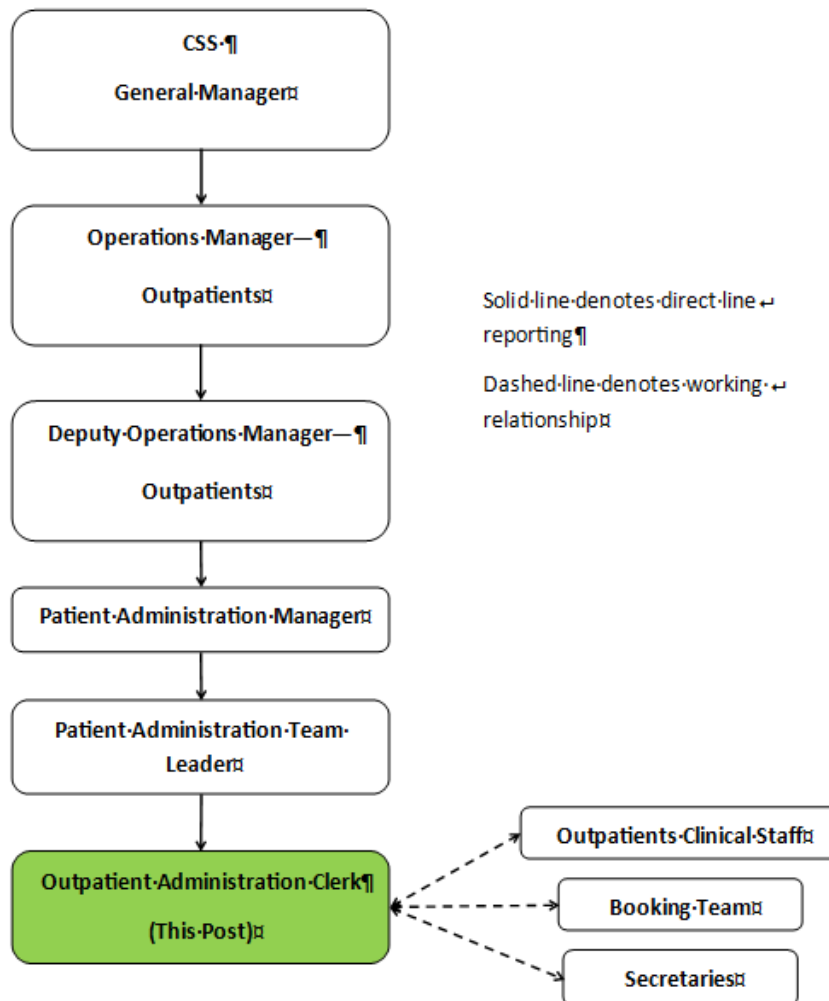 CSS·¶
General·Manager¤
Operations·Manager—¶
Outpatients¤
Solid·line·denotes·direct·line↵
reporting¶
Dashed·line·denotes·working·↵
relationship¤
Deputy·Operations·Manager—¶
Outpatients¤
Patient·Administration·Manager¤
Patient·Administration·Team·
Leader¤
Outpatient·Administration·Clerk¶
(This·Post)¤
Outpatients·Clinical·Staff¤
Booking·Team¤
Secretaries¤